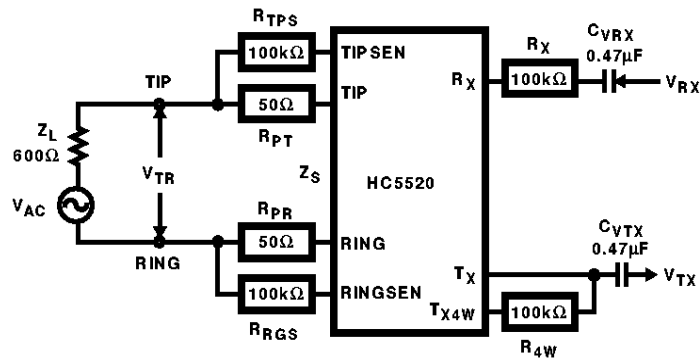 RTPS
100kΩ
TIPSEN
CVRX
0.47µF
RX
RX
100kΩ
VRX
TIP
50Ω
TIP
RPT
ZL
600Ω
VTR
ZS
HC5520
VAC
RPR
50Ω
RING
RING
CVTX
0.47µF
TX
VTX
100kΩ
RINGSEN
TX4W
100kΩ
RRGS
R4W